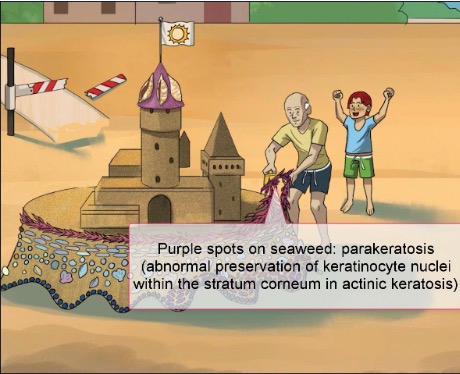 Purple spots on seaweed: parakeratosis
(abnormal preservation of keratinocyte nuclei
within the stratum corneum in actinic keratosis)